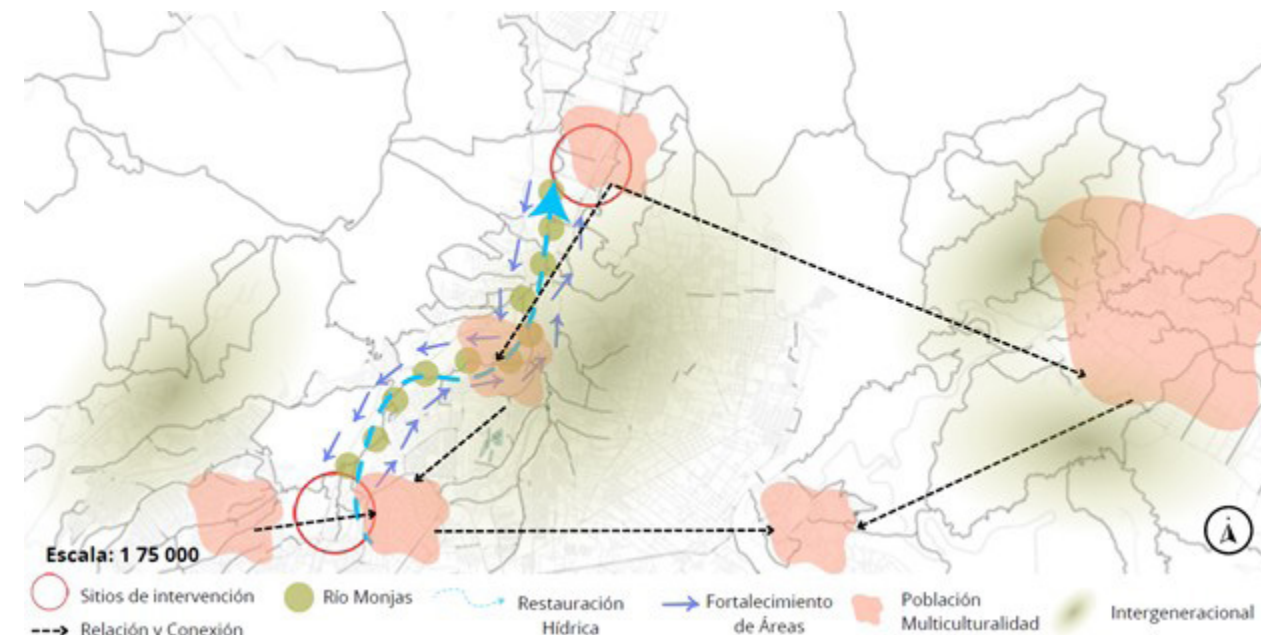 Escala: 1 75 000
Sitios de intervención
Río Monjas
Restauración
Hídrica
Fortalecimiento
de Áreas
Población
Multiculturalidad
Intergeneracional
Relación y Conexión